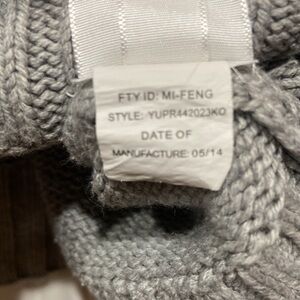 FTY ID: MI-FENG
STYLE: YUPR442023KO
DATE OF
MANUFACTURE: 05/14